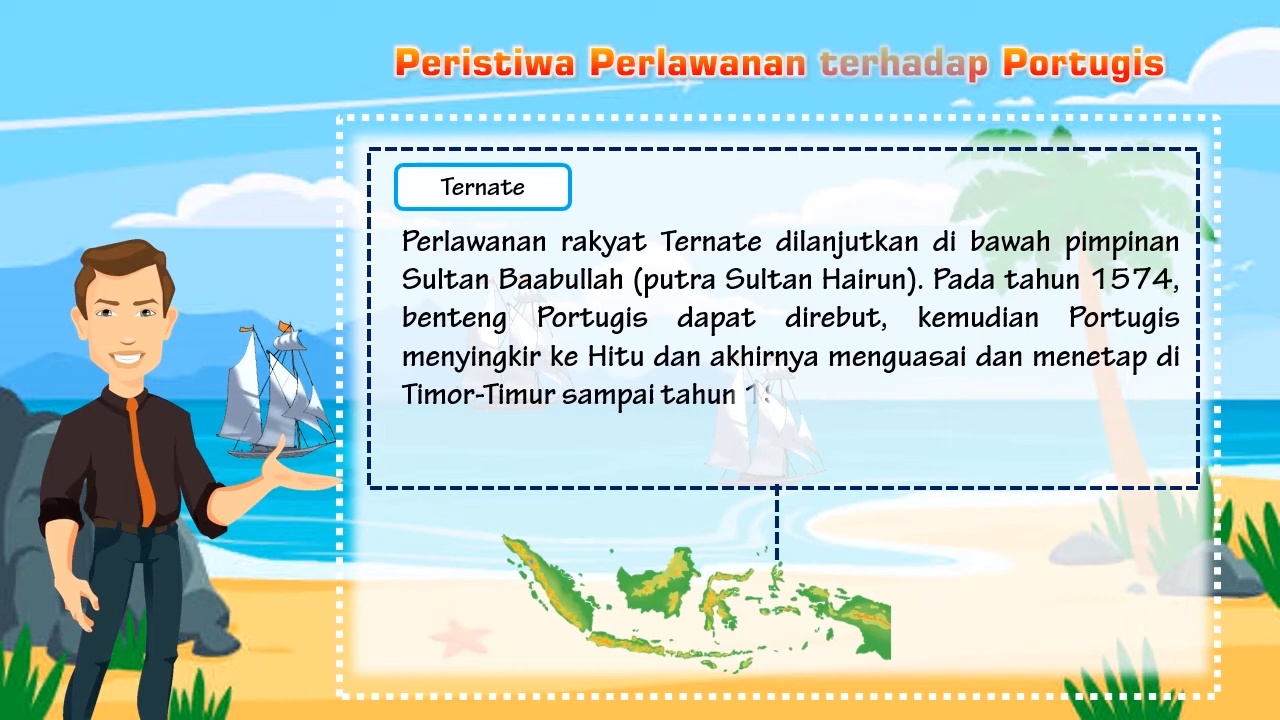 Peristiwa Perlawanan terhadap Portugis
Ternate
Perlawanan rakyat Ternate dilanjutkan di bawah pimpinan
Sultan Baabullah (putra Sultan Hairun). Pada tahun 1574,
benteng Portugis dapat direbut, kemudian Portugis
menyingkir ke Hitu dan akhirnya menguasai dan menetap di
Timor-Timur sampai tahun